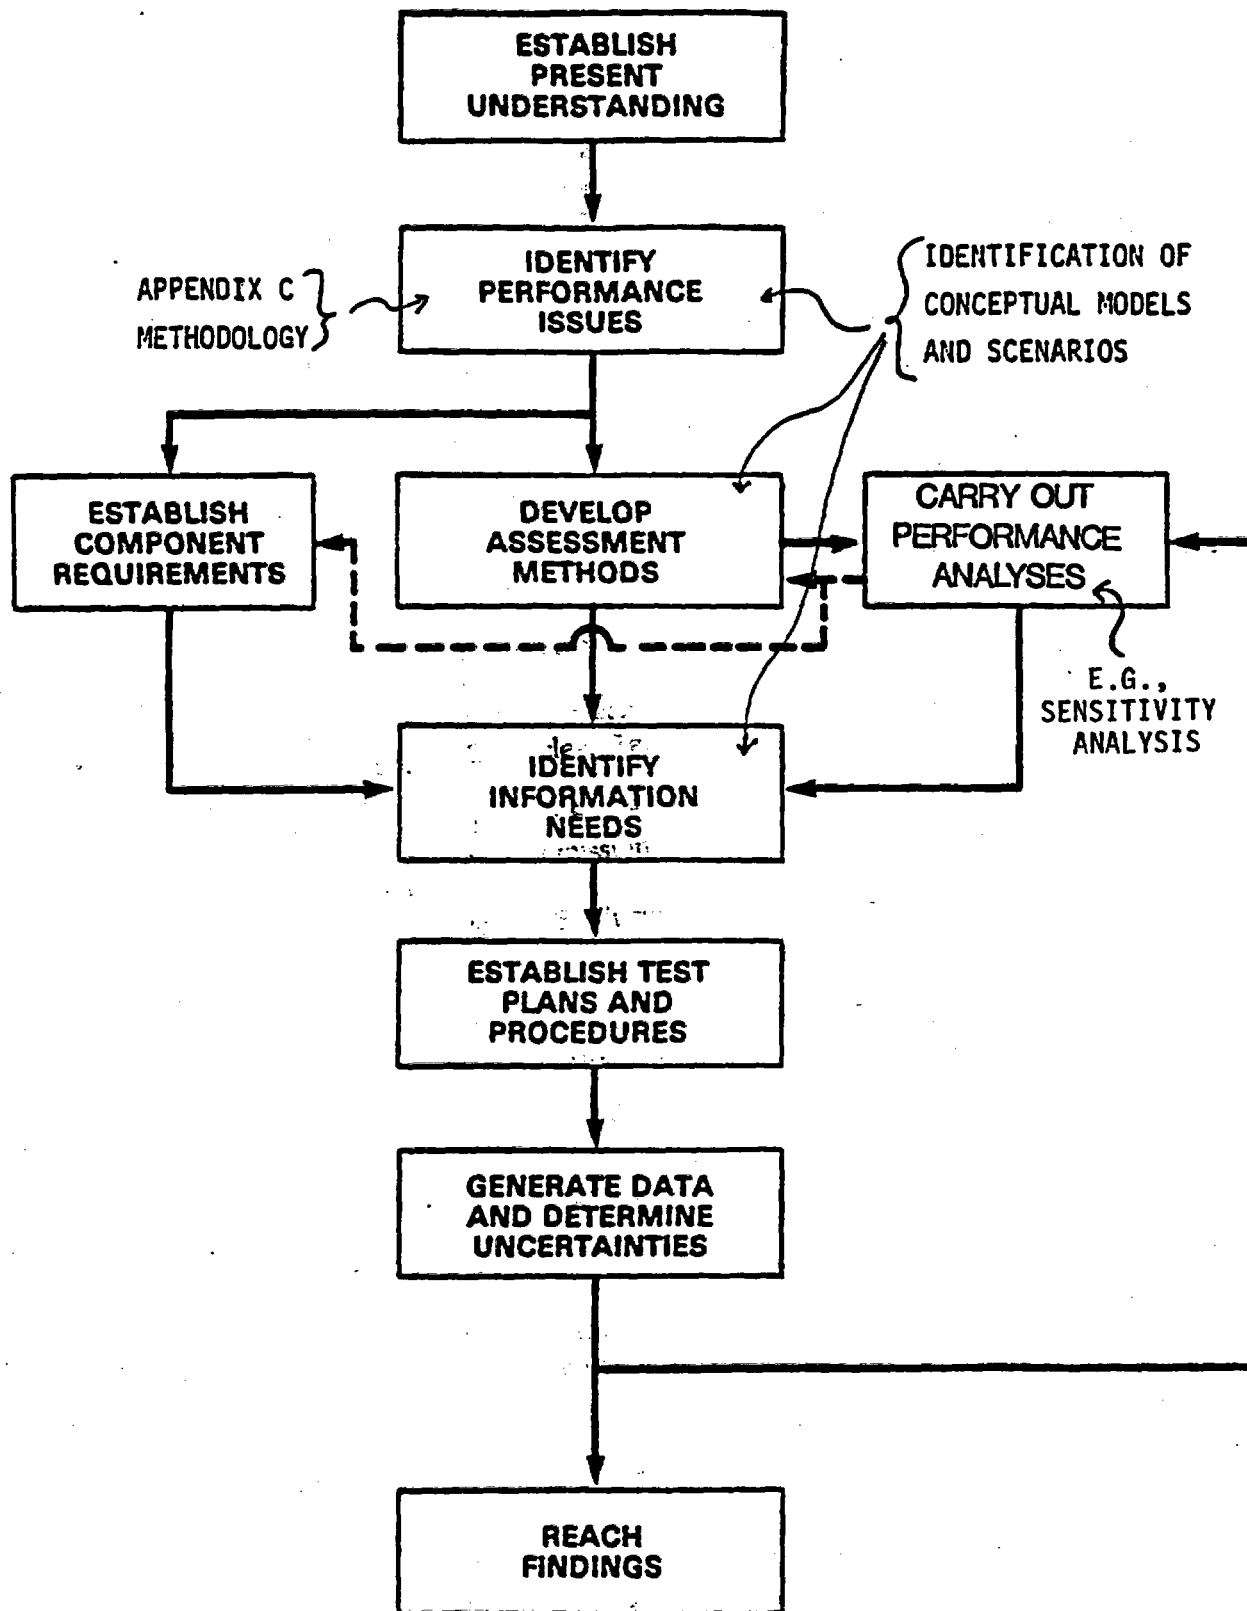 ESTABLISH
PRESENT
UNDERSTANDING
IDENTIFY
PERFORMANCE
ISSUES
APPENDIX C
METHODOLOGY
IDENTIFICATION OF
CONCEPTUAL MODELS
AND SCENARIOS
ESTABLISH
COMPONENT
REQUIREMENTS
DEVELOP
ASSESSMENT
METHODS
CARRY OUT
PERFORMANCE
ANALYSES
E.G.,
SENSITIVITY
ANALYSIS
IDENTIFY
INFORMATION
NEEDS
ESTABLISH TEST
PLANS AND
PROCEDURES
GENERATE DATA
AND DETERMINE
UNCERTAINTIES
REACH
FINDINGS